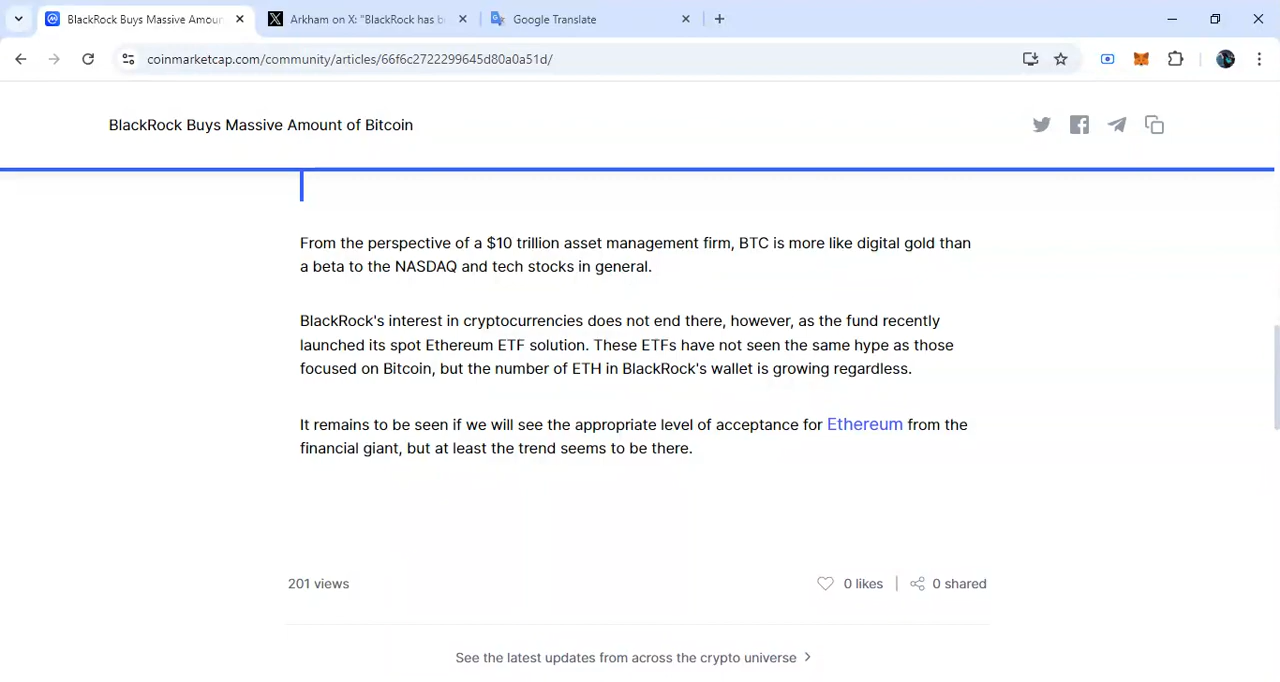 BlackRock Buys Massive Amoun
Arkham on X: "BlackRock has b
Google Translate
coinmarketcap.com/community/articles/66f6c2722299645d80a0a51d/
BlackRock Buys Massive Amount of Bitcoin
From the perspective of a $10 trillion asset management firm, BTC is more like digital gold than
a beta to the NASDAQ and tech stocks in general.
BlackRock's interest in cryptocurrencies does not end there, however, as the fund recently
launched its spot Ethereum ETF solution. These ETFs have not seen the same hype as those
focused on Bitcoin, but the number of ETH in BlackRock's wallet is growing regardless.
It remains to be seen if we will see the appropriate level of acceptance for Ethereum from the
financial giant, but at least the trend seems to be there.
201 views
0 likes
0 shared
See the latest updates from across the crypto universe